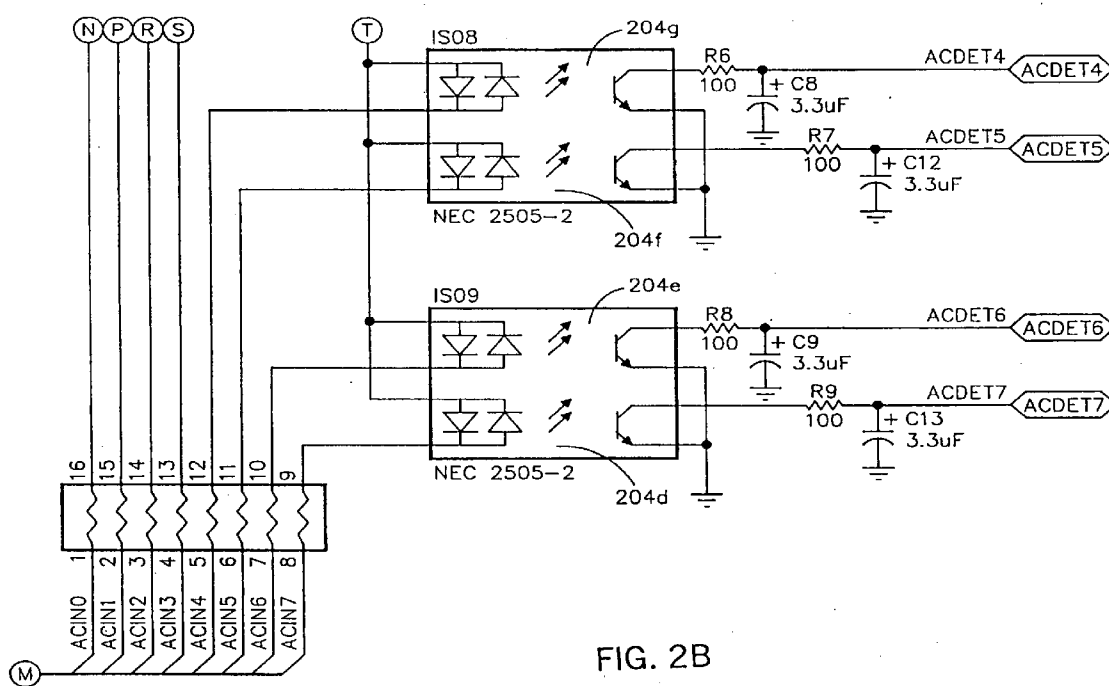 N P R S T
IS08
204g
R6
100
+ C8
3.3uF
ACDET4
ACDET4
R7
100
+ C12
3.3uF
ACDET5
ACDET5
NEC 2505-2
204f
IS09
204e
R8
100
+ C9
3.3uF
ACDET6
ACDET6
R9
100
+ C13
3.3uF
ACDET7
ACDET7
NEC 2505-2
204d
16 15 14 13 12 11 10 9
1 2 3 4 5 6 7 8
ACIN0
ACIN1
ACIN2
ACIN3
ACIN4
ACIN5
ACIN6
ACIN7
M
FIG. 2B